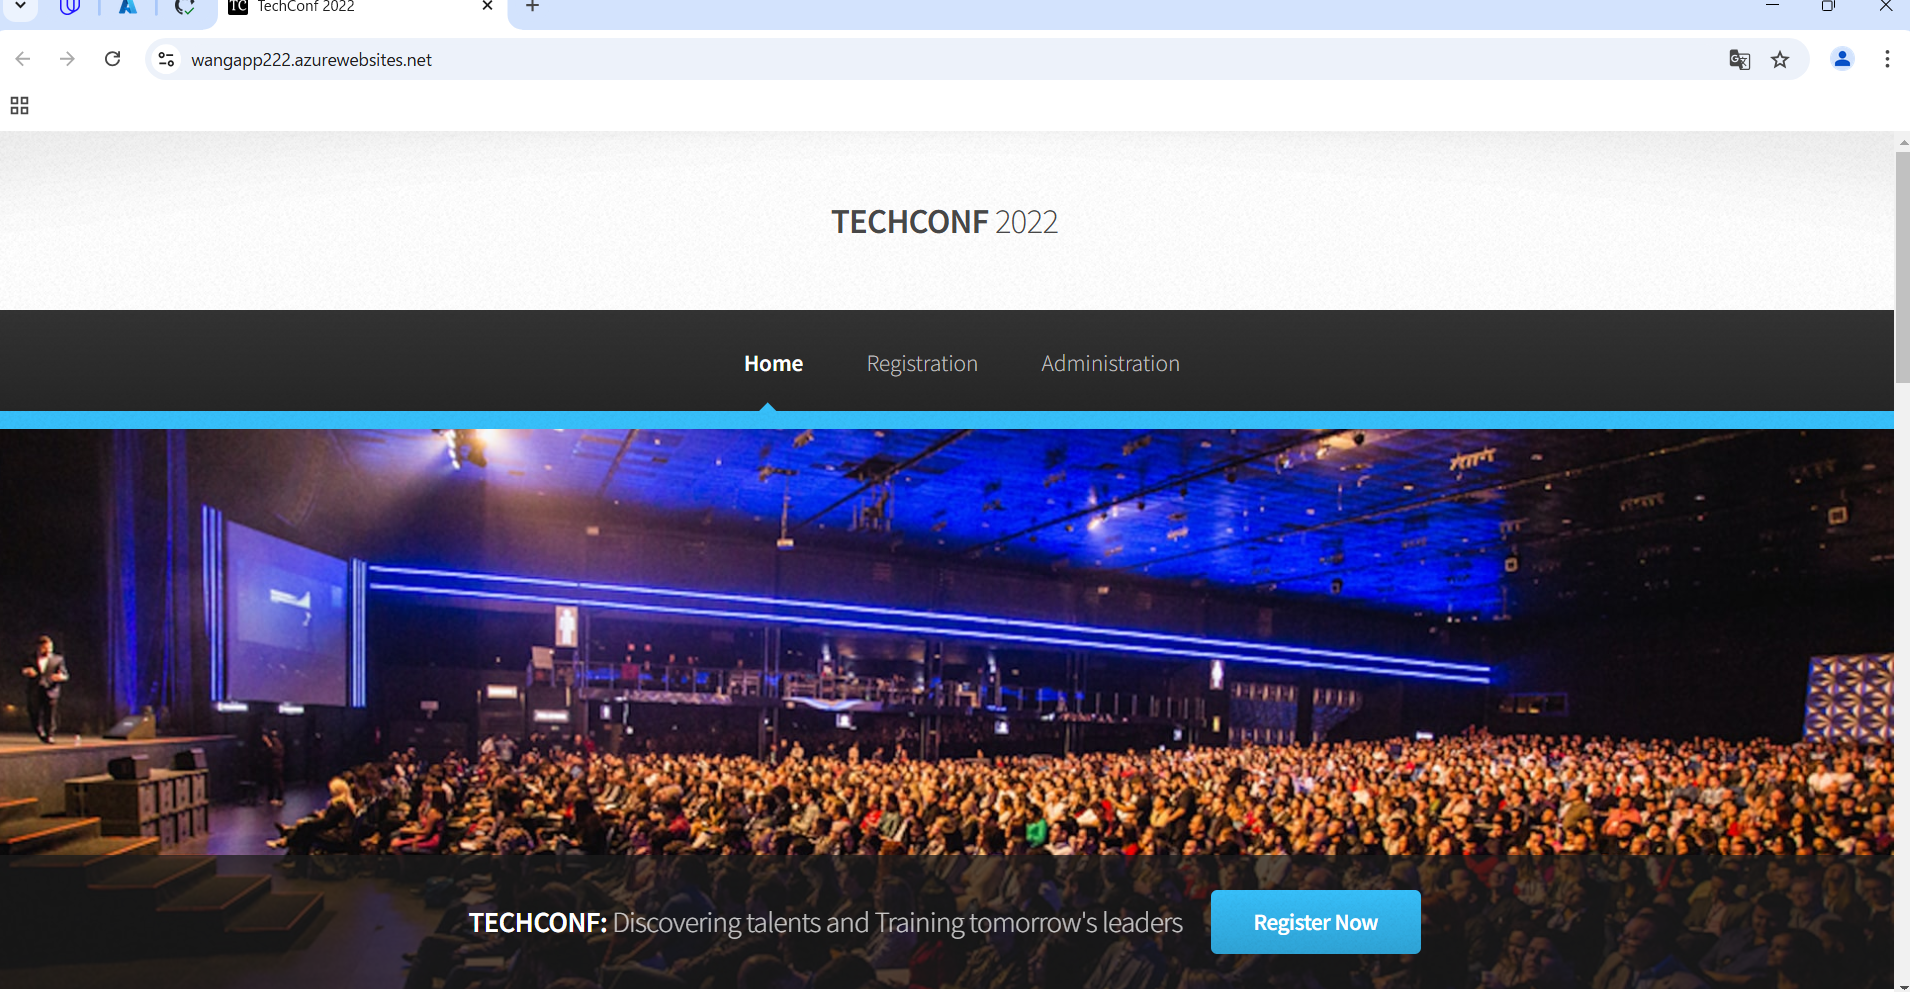 TC TechConf 2022
wangapp222.azurewebsites.net
TECHCONF 2022
Home Registration Administration
TECHCONF: Discovering talents and Training tomorrow's leaders Register Now